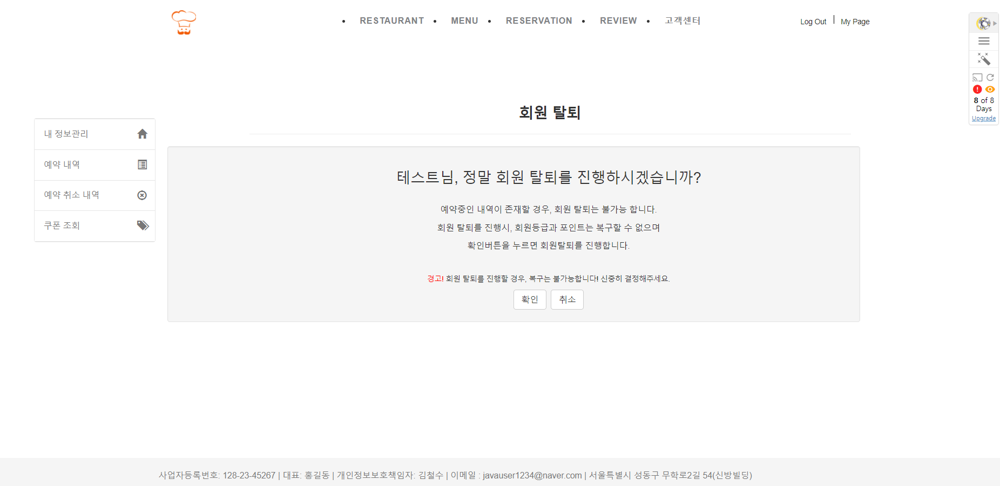 RESTAURANT
MENU
RESERVATION
REVIEW
고객센터
Log Out
My Page
8 of 8
Days
Upgrade
회원 탈퇴
내 정보관리
예약 내역
예약 취소 내역
쿠폰 조회
테스트님, 정말 회원 탈퇴를 진행하시겠습니까?
예약중인 내역이 존재할 경우, 회원 탈퇴는 불가능 합니다.
회원 탈퇴를 진행시, 회원등급과 포인트는 복구할 수 없으며
확인버튼을 누르면 회원탈퇴를 진행합니다.
경고! 회원 탈퇴를 진행할 경우, 복구는 불가능합니다! 신중히 결정해주세요.
확인
취소
사업자등록번호: 128-23-45267 | 대표: 홍길동 | 개인정보보호책임자: 김철수 | 이메일 : javauser1234@naver.com | 서울특별시 성동구 무학로2길 54(신방빌딩)